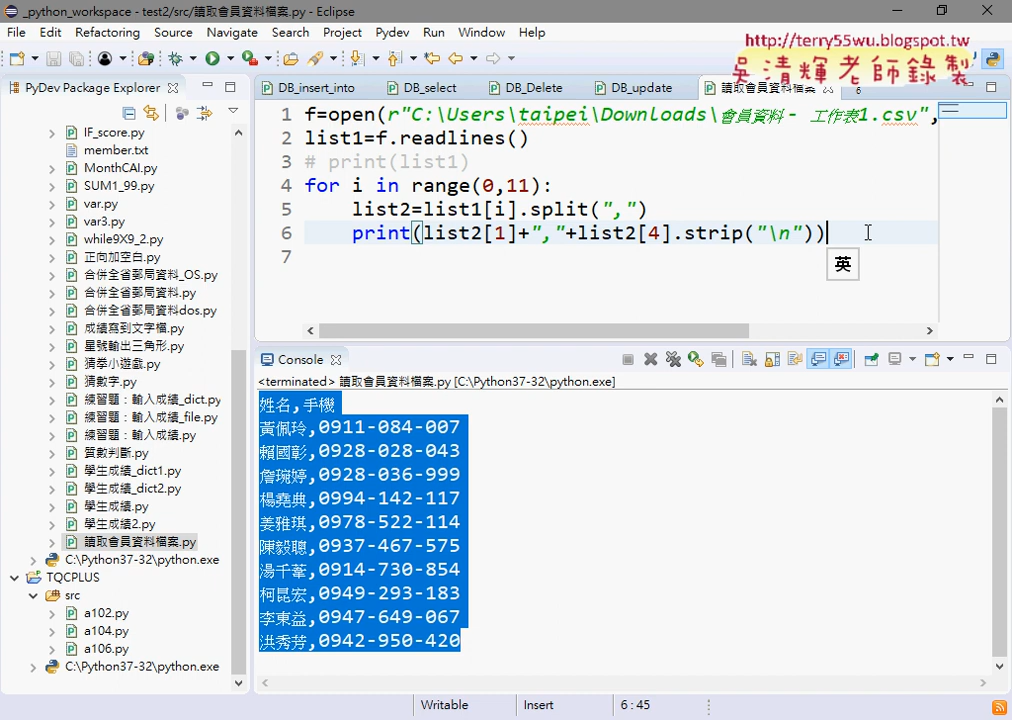 _python_workspace - test2/src/讀取會員資料檔案.py - Eclipse
File Edit Refactoring Source Navigate Search Project Pydev Run Window Help
http://terry55wu.blogspot.tw
吳清輝老師錄製
PyDev Package Explorer
DB_insert_into DB_select DB_Delete DB_update 讀取會員資料檔案 6
IF_score.py
member.txt
MonthCAl.py
SUM1_99.py
var.py
var3.py
while9X9_2.py
正向加空白.py
合併全省郵局資料_OS.py
合併全省郵局資料.py
合併全省郵局資料dos.py
成績寫到文字檔.py
星號輸出三角形.py
猜拳小遊戲.py
猜數字.py
練習題：輸入成績_dict.py
練習題：輸入成績_file.py
練習題：輸入成績.py
質數判斷.py
學生成績_dict1.py
學生成績_dict2.py
學生成績.py
學生成績2.py
讀取會員資料檔案.py
C:\Python37-32\python.exe
TQCPLUS
src
a102.py
a104.py
a106.py
C:\Python37-32\python.exe
1 f=open(r"C:\Users\taipei\Downloads\會員資料 - 工作表1.csv",
2 list1=f.readlines()
3 # print(list1)
4 for i in range(0,11):
5 list2=list1[i].split(",")
6 print(list2[1]+","+list2[4].strip("\n"))
7
英
Console
<terminated> 讀取會員資料檔案.py [C:\Python37-32\python.exe]
姓名,手機
黃佩玲,0911-084-007
賴國彰,0928-028-043
詹琬婷,0928-036-999
楊堯典,0994-142-117
姜雅琪,0978-522-114
陳毅聰,0937-467-575
湯千菙,0914-730-854
柯昆宏,0949-293-183
李東益,0947-649-067
洪秀芳,0942-950-420
Writable Insert 6:45